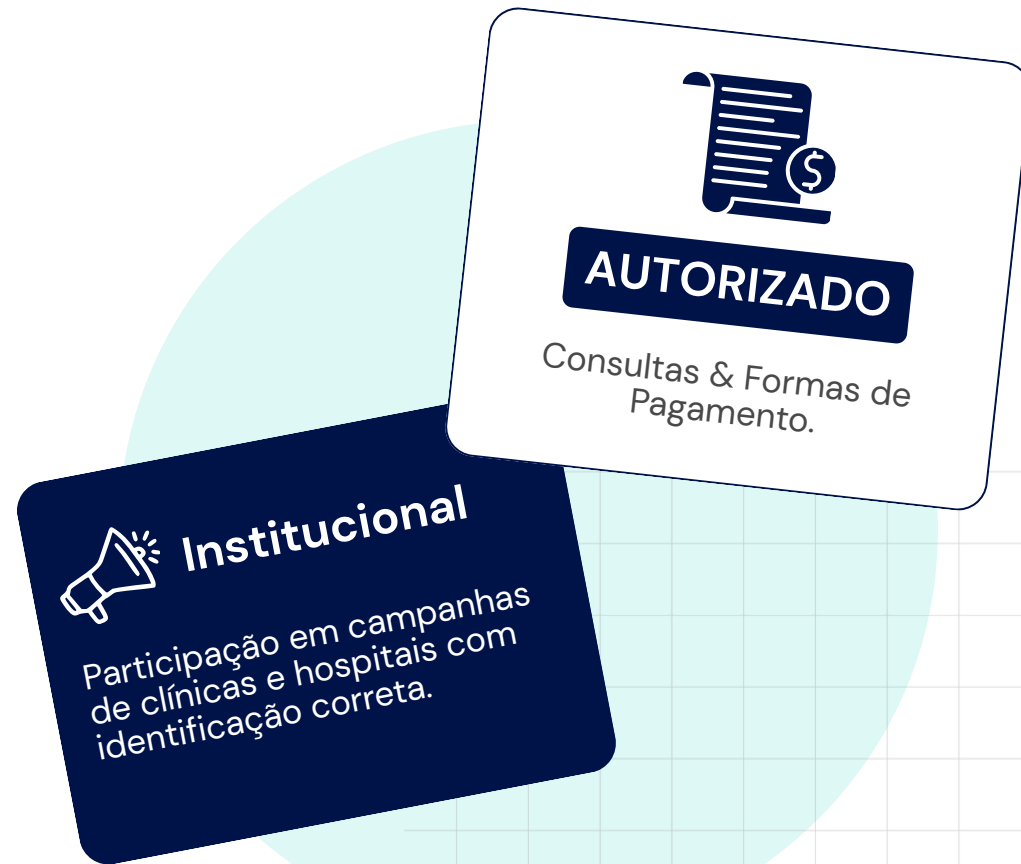 AUTORIZADO
Consultas & Formas de
Pagamento.
Institucional
Participação em campanhas
de clínicas e hospitais com
identificação correta.